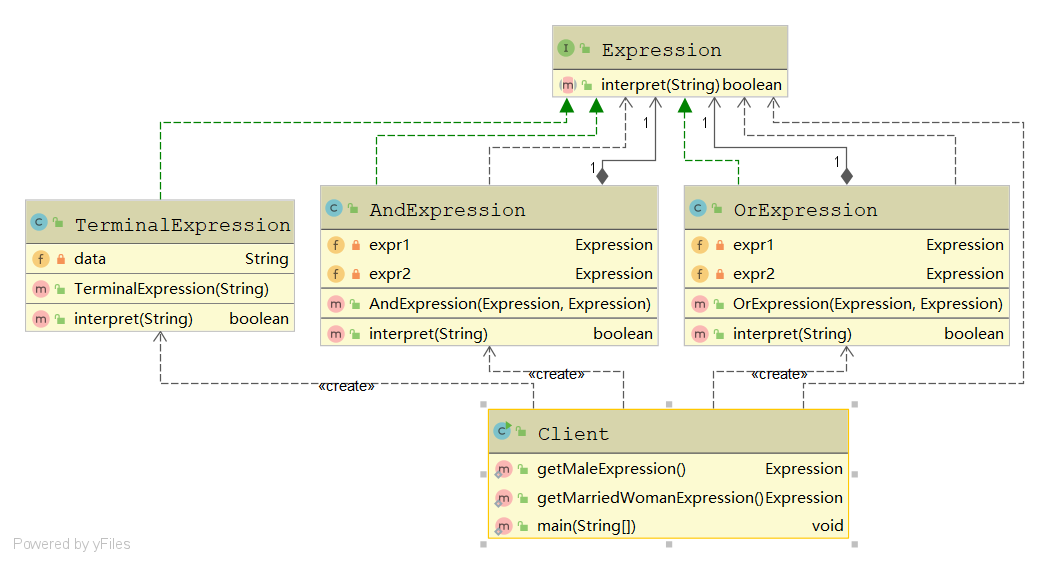 Expression
interpret(String) boolean
1
1
1
1
TerminalExpression
data String
TerminalExpression(String)
interpret(String) boolean
AndExpression
expr1 Expression
expr2 Expression
AndExpression(Expression, Expression)
interpret(String) boolean
OrExpression
expr1 Expression
expr2 Expression
OrExpression(Expression, Expression)
interpret(String) boolean
«create»
«create»
«create»
Client
getMaleExpression() Expression
getMarriedWomanExpression() Expression
main(String[]) void
Powered by yFiles